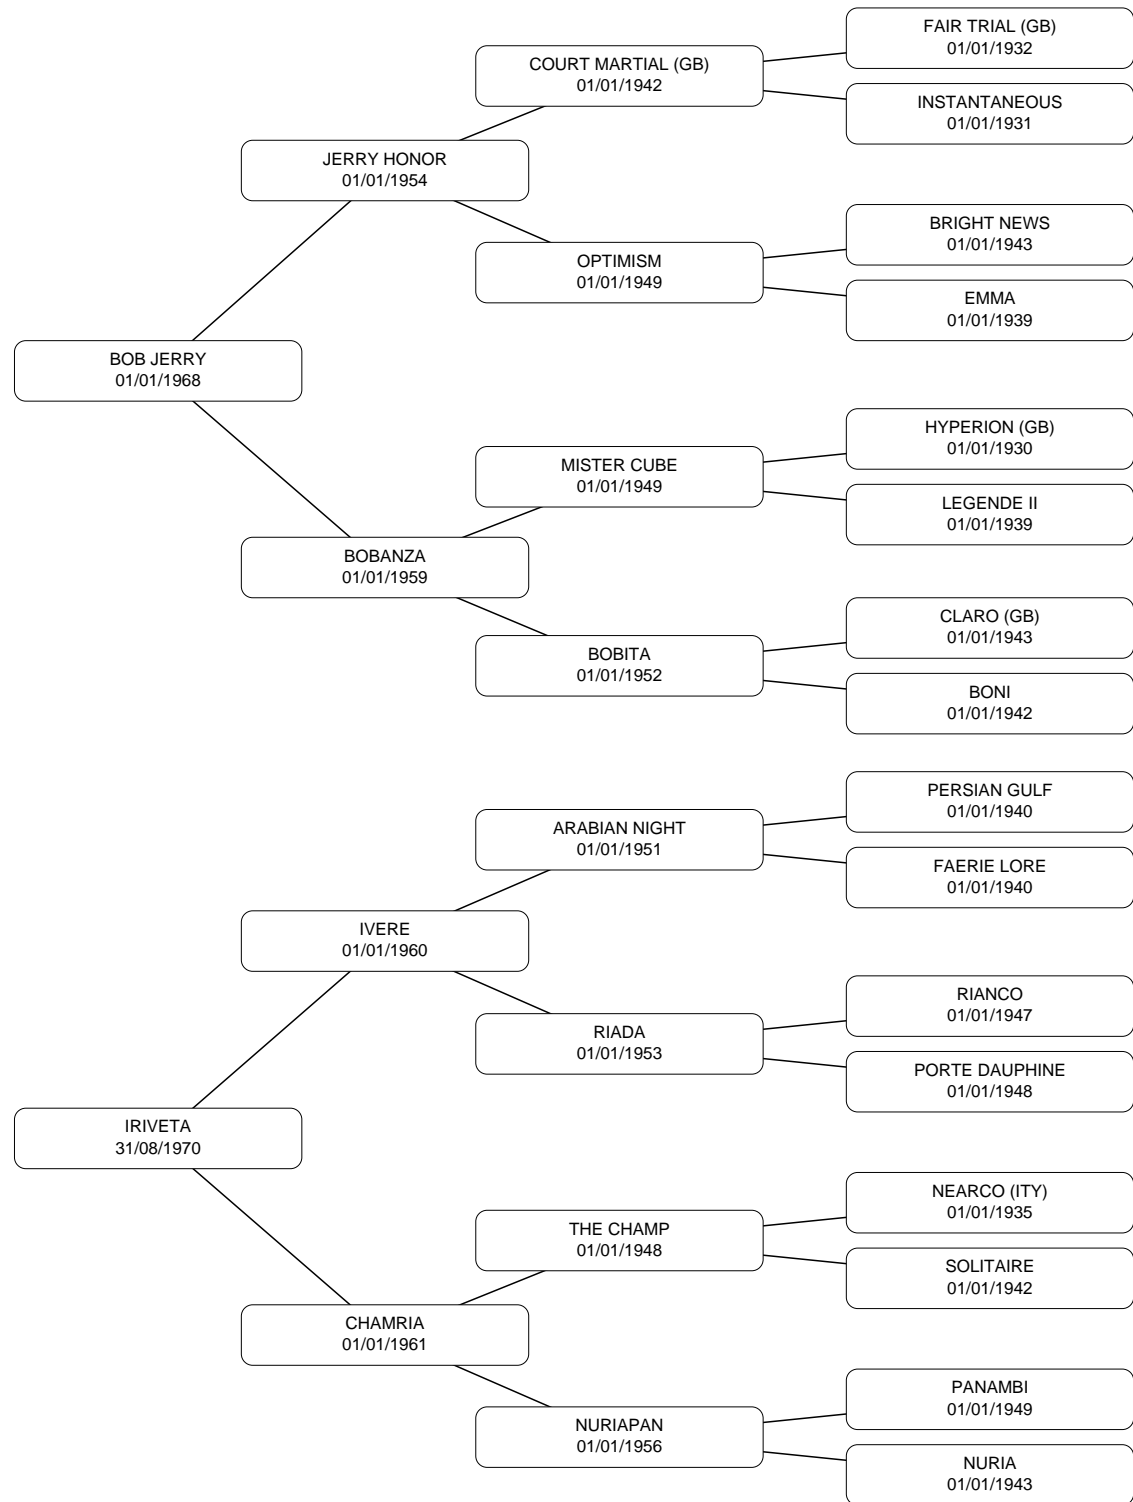 FAIR TRIAL (GB)
01/01/1932
COURT MARTIAL (GB)
01/01/1942
INSTANTANEOUS
01/01/1931
JERRY HONOR
01/01/1954
BRIGHT NEWS
01/01/1943
OPTIMISM
01/01/1949
EMMA
01/01/1939
BOB JERRY
01/01/1968
HYPERION (GB)
01/01/1930
MISTER CUBE
01/01/1949
LEGENDE II
01/01/1939
BOBANZA
01/01/1959
CLARO (GB)
01/01/1943
BOBITA
01/01/1952
BONI
01/01/1942
PERSIAN GULF
01/01/1940
ARABIAN NIGHT
01/01/1951
FAERIE LORE
01/01/1940
IVERE
01/01/1960
RIANCO
01/01/1947
RIADA
01/01/1953
PORTE DAUPHINE
01/01/1948
IRIVETA
31/08/1970
NEARCO (ITY)
01/01/1935
THE CHAMP
01/01/1948
SOLITAIRE
01/01/1942
CHAMRIA
01/01/1961
PANAMBI
01/01/1949
NURIAPAN
01/01/1956
NURIA
01/01/1943